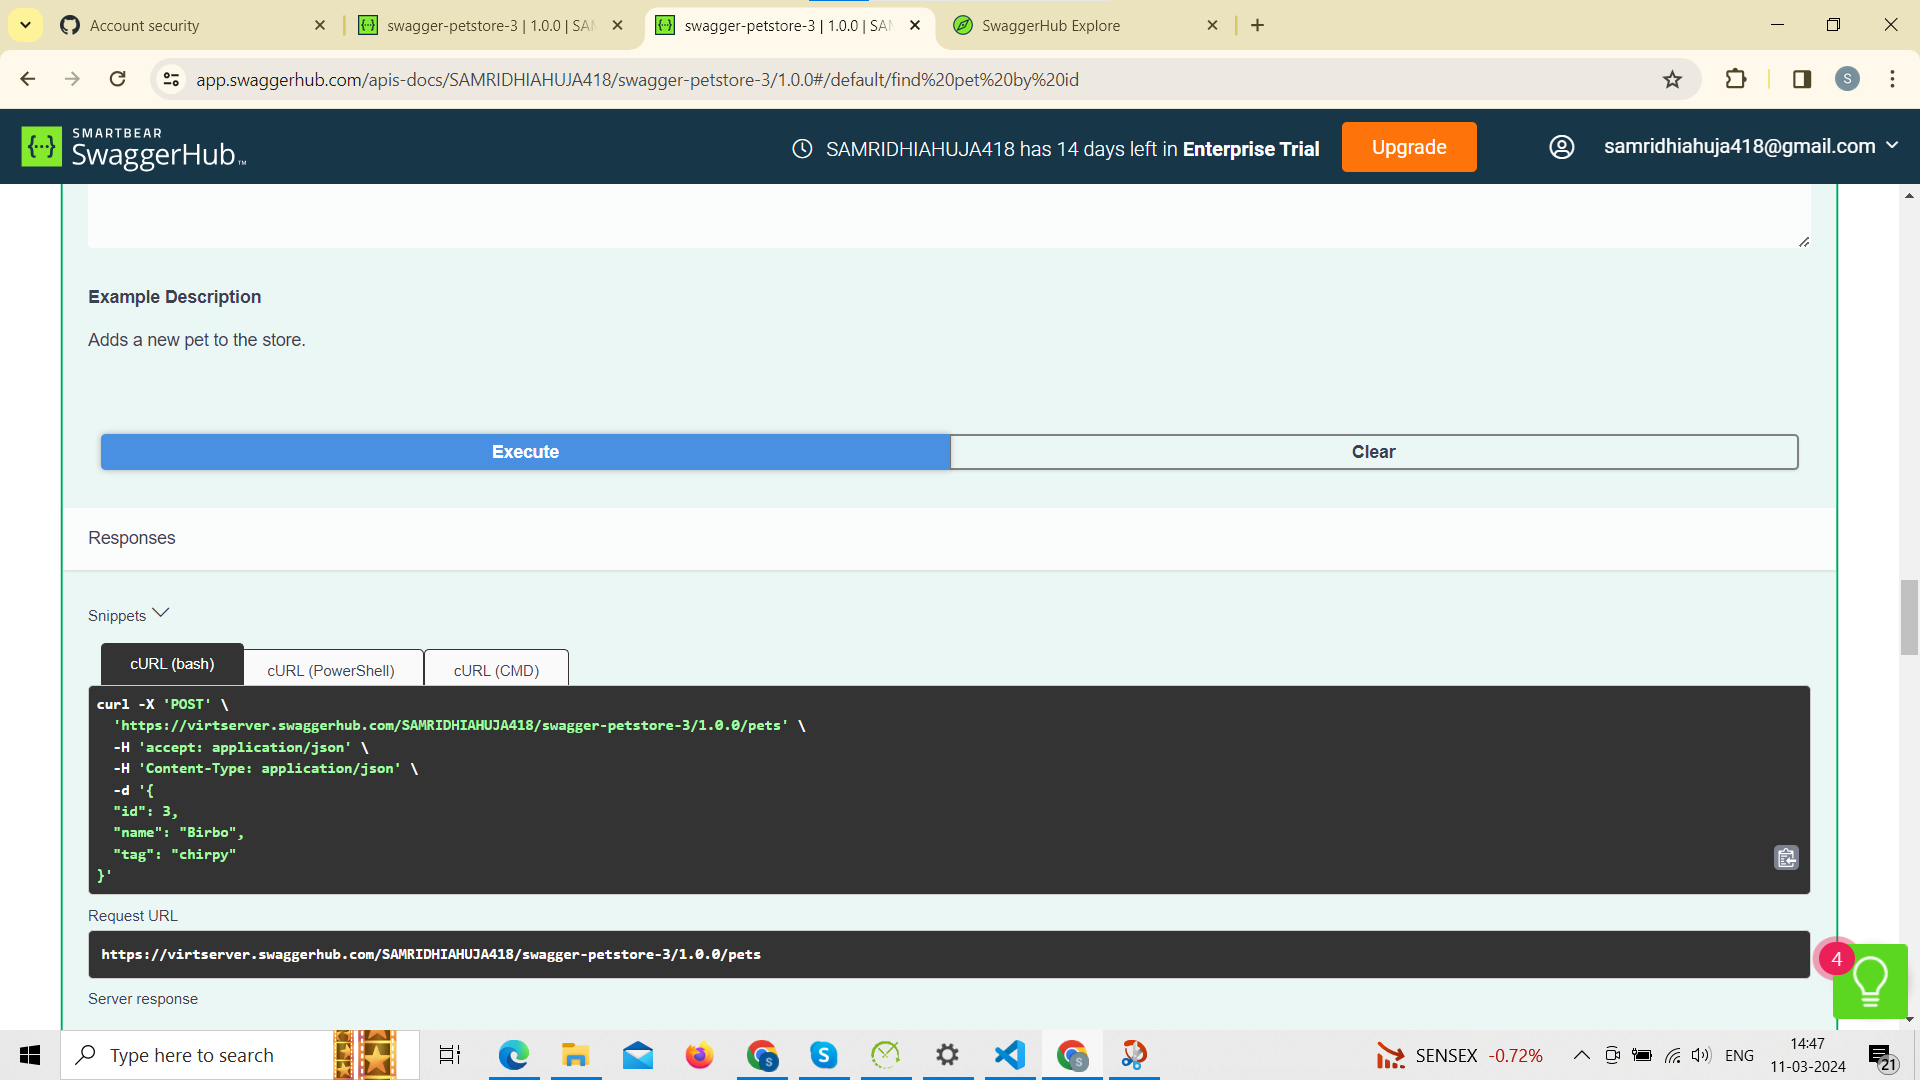 Account security
swagger-petstore-3 | 1.0.0 | SA
swagger-petstore-3 | 1.0.0 | SA
SwaggerHub Explore
app.swaggerhub.com/apis-docs/SAMRIDHIAHUJA418/swagger-petstore-3/1.0.0#/default/find%20pet%20by%20id
S
SMARTBEAR
SwaggerHub™
SAMRIDHIAHUJA418 has 14 days left in Enterprise Trial
Upgrade
samridhiahuja418@gmail.com
Example Description
Adds a new pet to the store.
Execute
Clear
Responses
Snippets
cURL (bash)
cURL (PowerShell)
cURL (CMD)
curl -X 'POST' \
'https://virtserver.swaggerhub.com/SAMRIDHIAHUJA418/swagger-petstore-3/1.0.0/pets' \
-H 'accept: application/json' \
-H 'Content-Type: application/json' \
-d '{
"id": 3,
"name": "Birbo",
"tag": "chirpy"
}'
Request URL
https://virtserver.swaggerhub.com/SAMRIDHIAHUJA418/swagger-petstore-3/1.0.0/pets
4
Server response
Type here to search
SENSEX -0.72%
ENG
14:47
11-03-2024
21